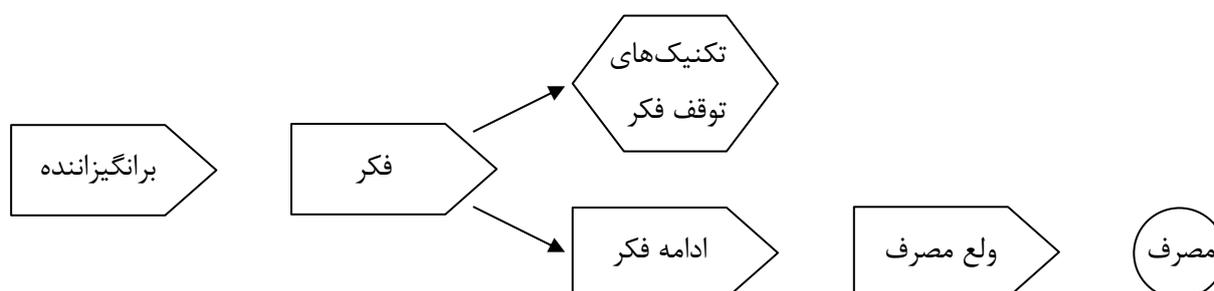 تکنیک‌های
توقف فکر
برانگیزاننده
فکر
ادامه فکر
ولع مصرف
مصرف